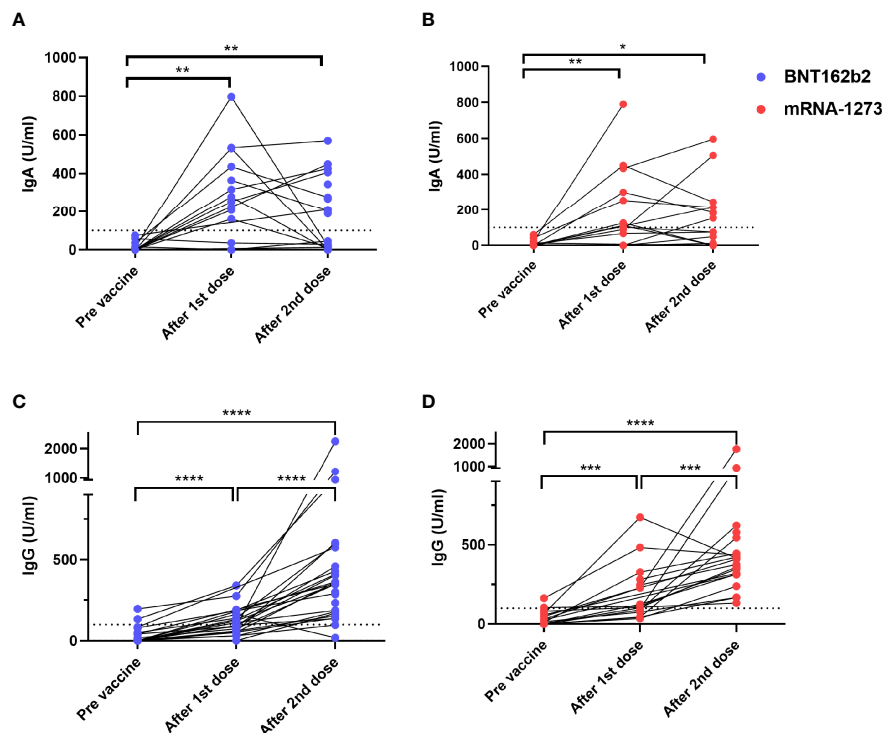 A
B
**
*
**
**
1000
800
600
400
200
0
IgA (U/ml)
Pre vaccine
After 1st dose
After 2nd dose
1000
800
600
400
200
0
IgA (U/ml)
Pre vaccine
After 1st dose
After 2nd dose
BNT162b2
mRNA-1273
C
D
****
****
****
2000
1000
500
0
IgG (U/ml)
Pre vaccine
After 1st dose
After 2nd dose
****
***
***
2000
1000
500
0
IgG (U/ml)
Pre vaccine
After 1st dose
After 2nd dose